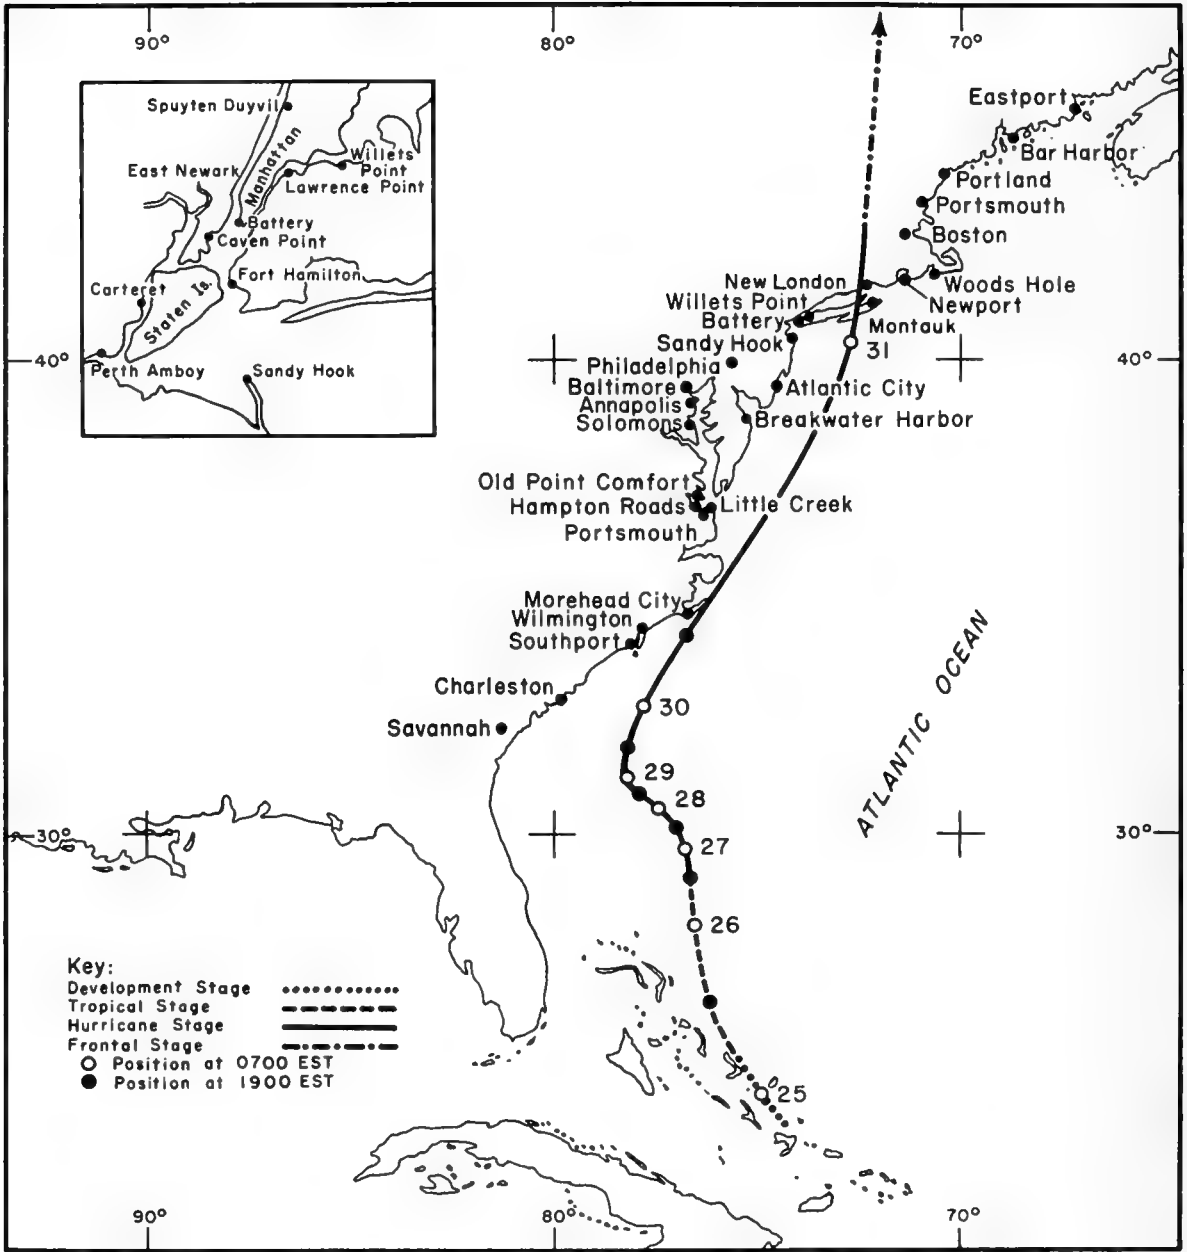 90°
80°
70°
Spuyten Duyvil
Manhattan
Willets
Point
East Newark
Lawrence Point
Battery
Caven Point
Fort Hamilton
Carteret
Staten Is.
Perth Amboy
Sandy Hook
Eastport
Bar Harbor
Portland
Portsmouth
Boston
New London
Woods Hole
Willets Point
Newport
Battery
Montauk
Sandy Hook
31
40°
40°
Philadelphia
Baltimore
Atlantic City
Annapolis
Solomons
Breakwater Harbor
Old Point Comfort
Hampton Roads
Little Creek
Portsmouth
Morehead City
Wilmington
Southport
ATLANTIC OCEAN
Charleston
30
Savannah
29
28
30°
30°
27
26
Key:
Development Stage
Tropical Stage
Hurricane Stage
Frontal Stage
Position at 0700 EST
Position at 1900 EST
25
90°
80°
70°